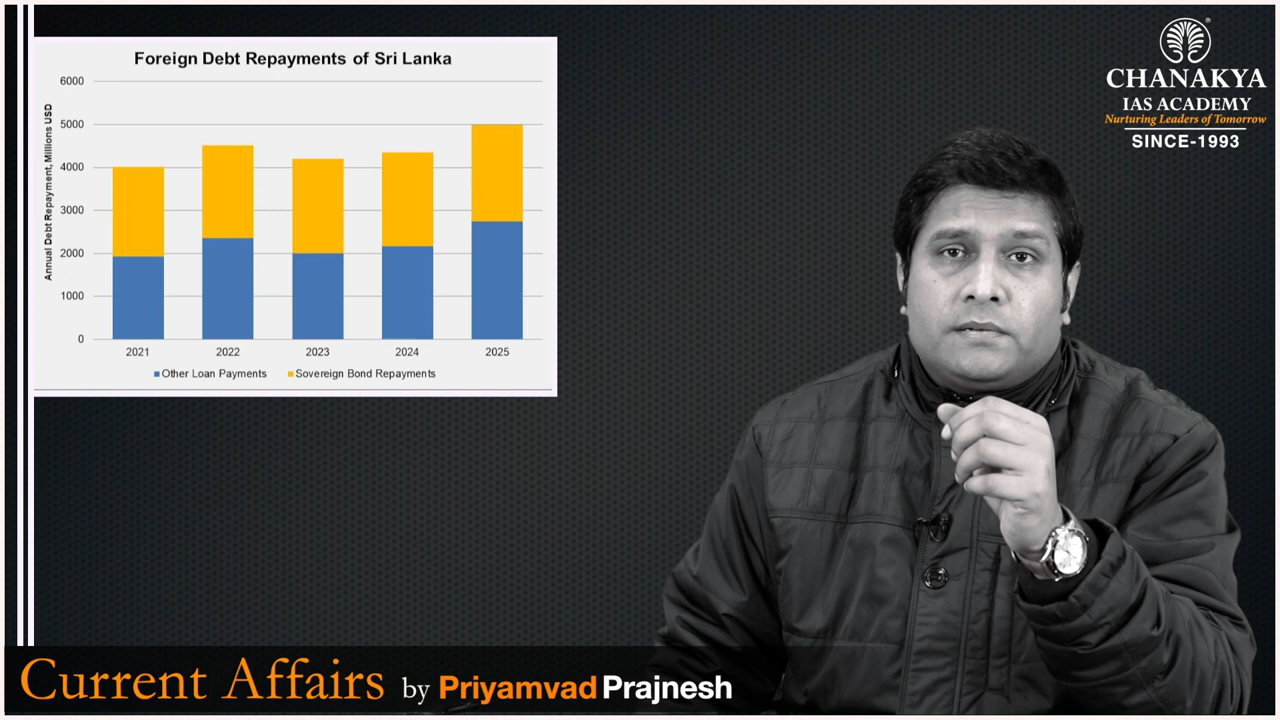 Foreign Debt Repayments of Sri Lanka
Annual Debt Repayment, Millions USD
6000
5000
4000
3000
2000
1000
0
2021 2022 2023 2024 2025
Other Loan Payments Sovereign Bond Repayments
CHANAKYA
IAS ACADEMY
Nurturing Leaders of Tomorrow
SINCE-1993
Current Affairs by Priyamvad Prajnesh